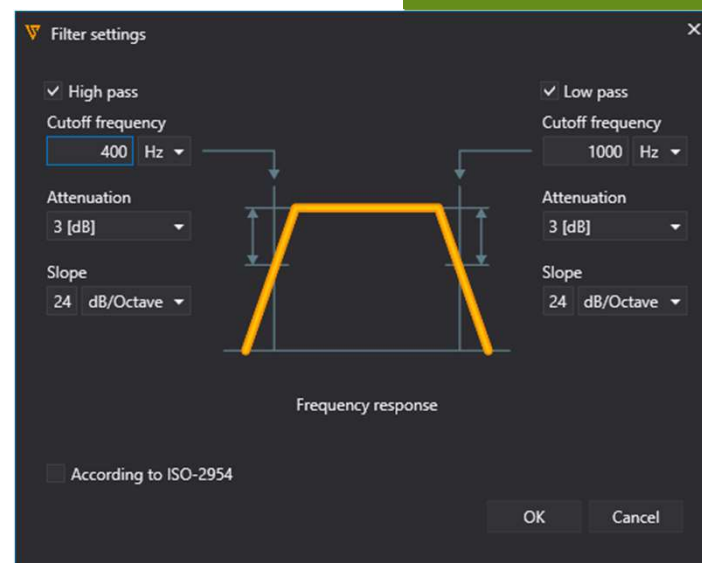 Filter settings
High pass
Cutoff frequency
400 Hz
Attenuation
3 [dB]
Slope
24 dB/Octave
Low pass
Cutoff frequency
1000 Hz
Attenuation
3 [dB]
Slope
24 dB/Octave
Frequency response
According to ISO-2954
OK Cancel